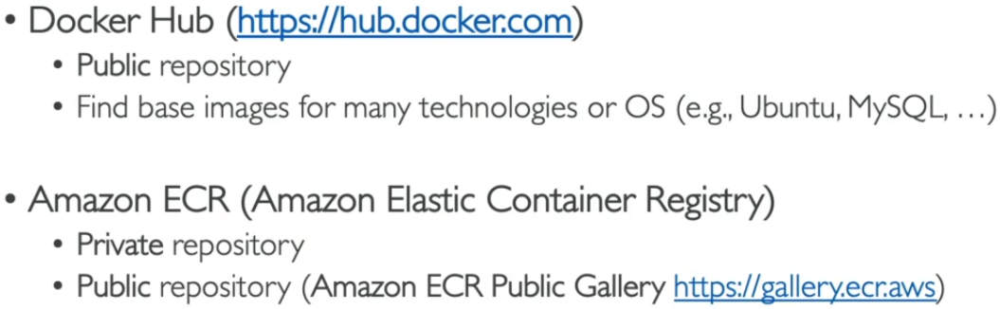 • Docker Hub (https://hub.docker.com)
• Public repository
• Find base images for many technologies or OS (e.g., Ubuntu, MySQL, …)
• Amazon ECR (Amazon Elastic Container Registry)
• Private repository
• Public repository (Amazon ECR Public Gallery https://gallery.ecr.aws)